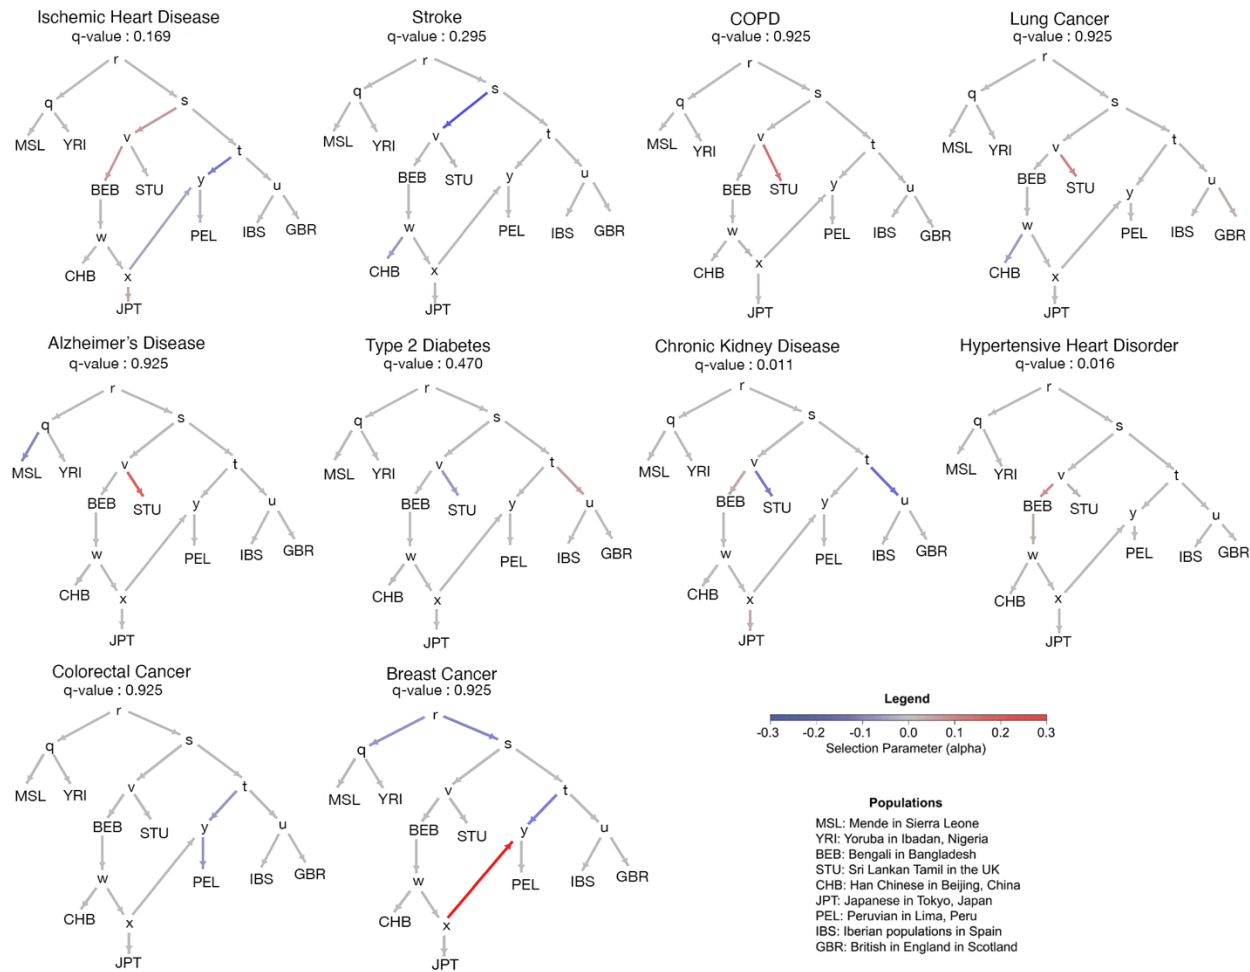 Ischemic Heart Disease
q-value : 0.169
r
q
s
MSL
YRI
v
t
BEB
STU
y
u
w
PEL
IBS
GBR
CHB
x
JPT
Stroke
q-value : 0.295
r
q
s
MSL
YRI
v
t
BEB
STU
y
u
w
PEL
IBS
GBR
CHB
x
JPT
COPD
q-value : 0.925
r
q
s
MSL
YRI
v
t
BEB
STU
y
u
w
PEL
IBS
GBR
CHB
x
JPT
Lung Cancer
q-value : 0.925
r
q
s
MSL
YRI
v
t
BEB
STU
y
u
w
PEL
IBS
GBR
CHB
x
JPT
Alzheimer's Disease
q-value : 0.925
r
q
s
MSL
YRI
v
t
BEB
STU
y
u
w
PEL
IBS
GBR
CHB
x
JPT
Type 2 Diabetes
q-value : 0.470
r
q
s
MSL
YRI
v
t
BEB
STU
y
u
w
PEL
IBS
GBR
CHB
x
JPT
Chronic Kidney Disease
q-value : 0.011
r
q
s
MSL
YRI
v
t
BEB
STU
y
u
w
PEL
IBS
GBR
CHB
x
JPT
Hypertensive Heart Disorder
q-value : 0.016
r
q
s
MSL
YRI
v
t
BEB
STU
y
u
w
PEL
IBS
GBR
CHB
x
JPT
Colorectal Cancer
q-value : 0.925
r
q
s
MSL
YRI
v
t
BEB
STU
y
u
w
PEL
IBS
GBR
CHB
x
JPT
Breast Cancer
q-value : 0.925
r
q
s
MSL
YRI
v
t
BEB
STU
y
u
w
PEL
IBS
GBR
CHB
x
JPT
Legend
-0.3 -0.2 -0.1 0.0 0.1 0.2 0.3
Selection Parameter (alpha)
Populations
MSL: Mende in Sierra Leone
YRI: Yoruba in Ibadan, Nigeria
BEB: Bengali in Bangladesh
STU: Sri Lankan Tamil in the UK
CHB: Han Chinese in Beijing, China
JPT: Japanese in Tokyo, Japan
PEL: Peruvian in Lima, Peru
IBS: Iberian populations in Spain
GBR: British in England in Scotland